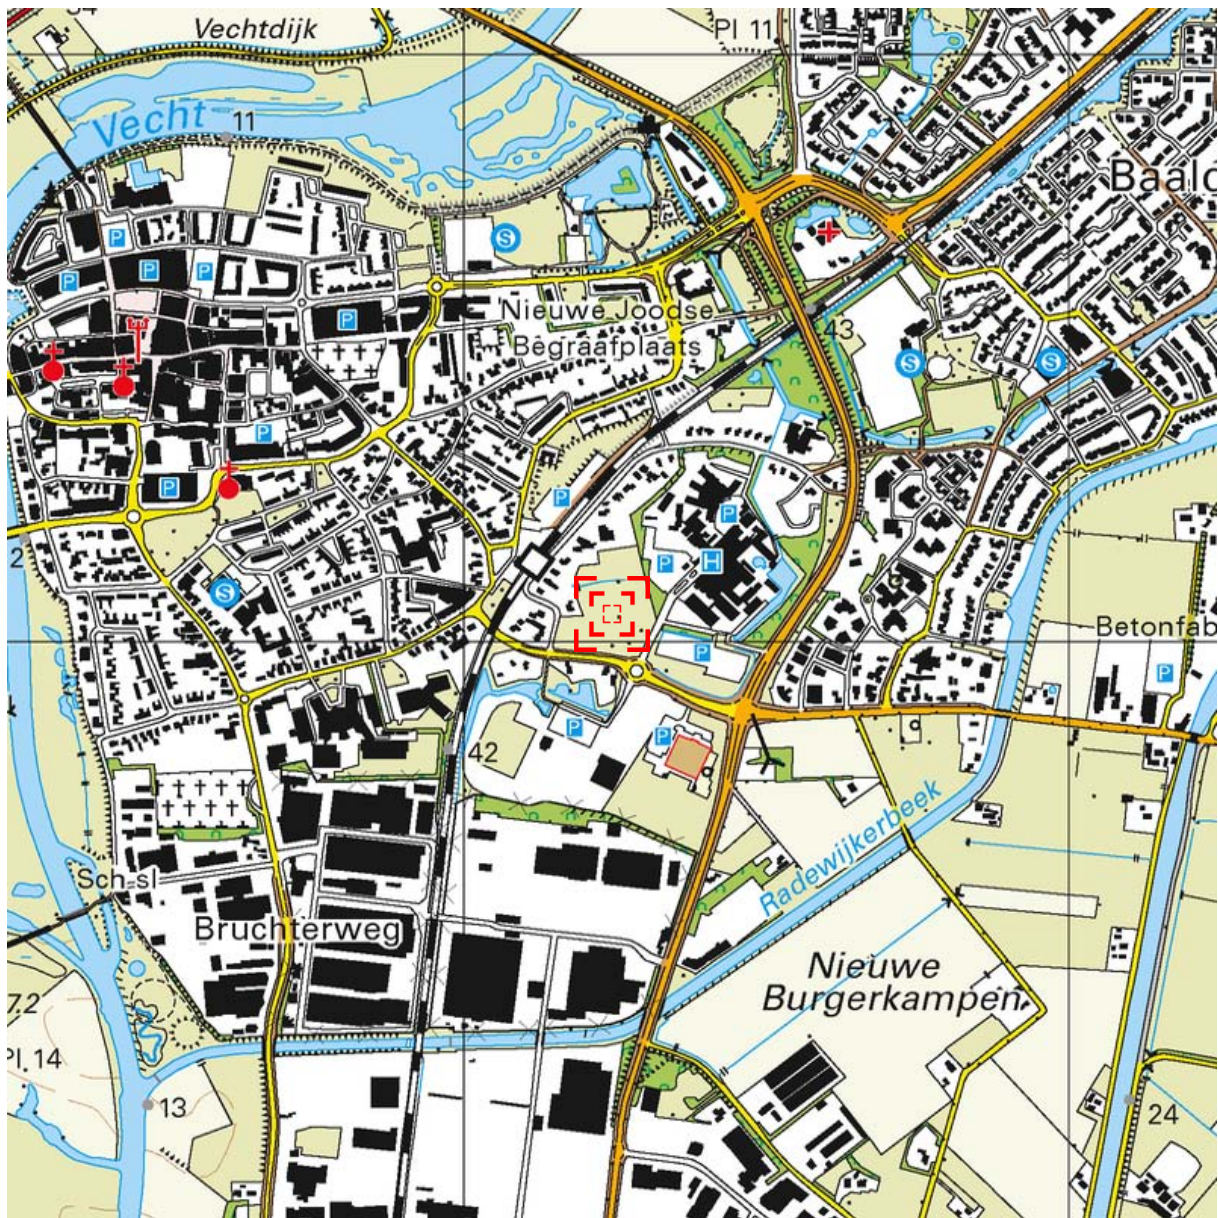 Vechtdijk
Pl 11
Vecht
11
Baalc
P
S
P
P
P
Nieuwe Joodse
Begraafplaats
P
43
S
S
P
P
P
P
2
P
H
S
Betonfab
P
P
P
P
42
Radewijkerbeek
Sch sl
Bruchterweg
Nieuwe
Burgerkampen
7.2
Pl. 14
13
24